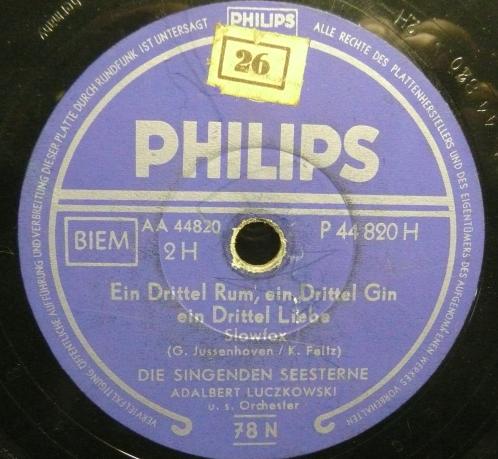 PHILIPS
26
VERVIELFÄLTIGUNG, ÖFFENTLICHE AUFFÜHRUNG UND VERBREITUNG DIESER PLATTE DURCH RUNDFUNK IST UNTERSAGT
ALLE RECHTE DES PLATTENHERSTELLERS UND DES EIGENTÜMERS DES AUFGENOMMENEN WERKES VORBEHALTEN
PHILIPS
BIEM
AA 44820
2 H
P 44 820 H
Ein Drittel Rum, ein Drittel Gin
ein Drittel Liebe
Slowfox
(G. Jussenhoven / K. Feltz)
DIE SINGENDEN SEESTERNE
ADALBERT LUCZKOWSKI
u. s. Orchester
78 N